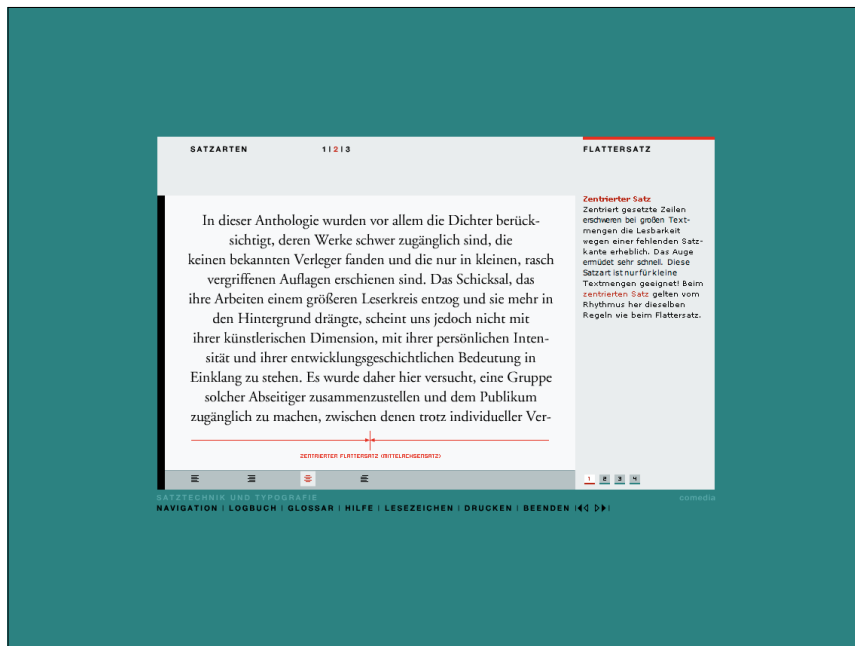 SATZARTEN 1|2|3 FLATTERSATZ
In dieser Anthologie wurden vor allem die Dichter berück-
sichtigt, deren Werke schwer zugänglich sind, die
keinen bekannten Verleger fanden und die nur in kleinen, rasch
vergriffenen Auflagen erschienen sind. Das Schicksal, das
ihre Arbeiten einem größeren Leserkreis entzog und sie mehr in
den Hintergrund drängte, scheint uns jedoch nicht mit
ihrer künstlerischen Dimension, mit ihrer persönlichen Inten-
sität und ihrer entwicklungsgeschichtlichen Bedeutung in
Einklang zu stehen. Es wurde daher hier versucht, eine Gruppe
solcher Abseitiger zusammenzustellen und dem Publikum
zugänglich zu machen, zwischen denen trotz individueller Ver-
ZENTRIERTER FLATTERSATZ (MITTELACHSENSATZ)
Zentrierter Satz
Zentriert gesetzte Zeilen
erschweren bei großen Text-
mengen die Lesbarkeit
wegen einer fehlenden Satz-
kante erheblich. Das Auge
ermüdet sehr schnell. Diese
Satzart ist nur für kleine
Textmengen geeignet! Beim
zentrierten Satz gelten vom
Rhythmus her dieselben
Regeln wie beim Flattersatz.
1 2 3 4
SATZTECHNIK UND TYPOGRAFIE comedia
NAVIGATION | LOGBUCH | GLOSSAR | HILFE | LESEZEICHEN | DRUCKEN | BEENDEN